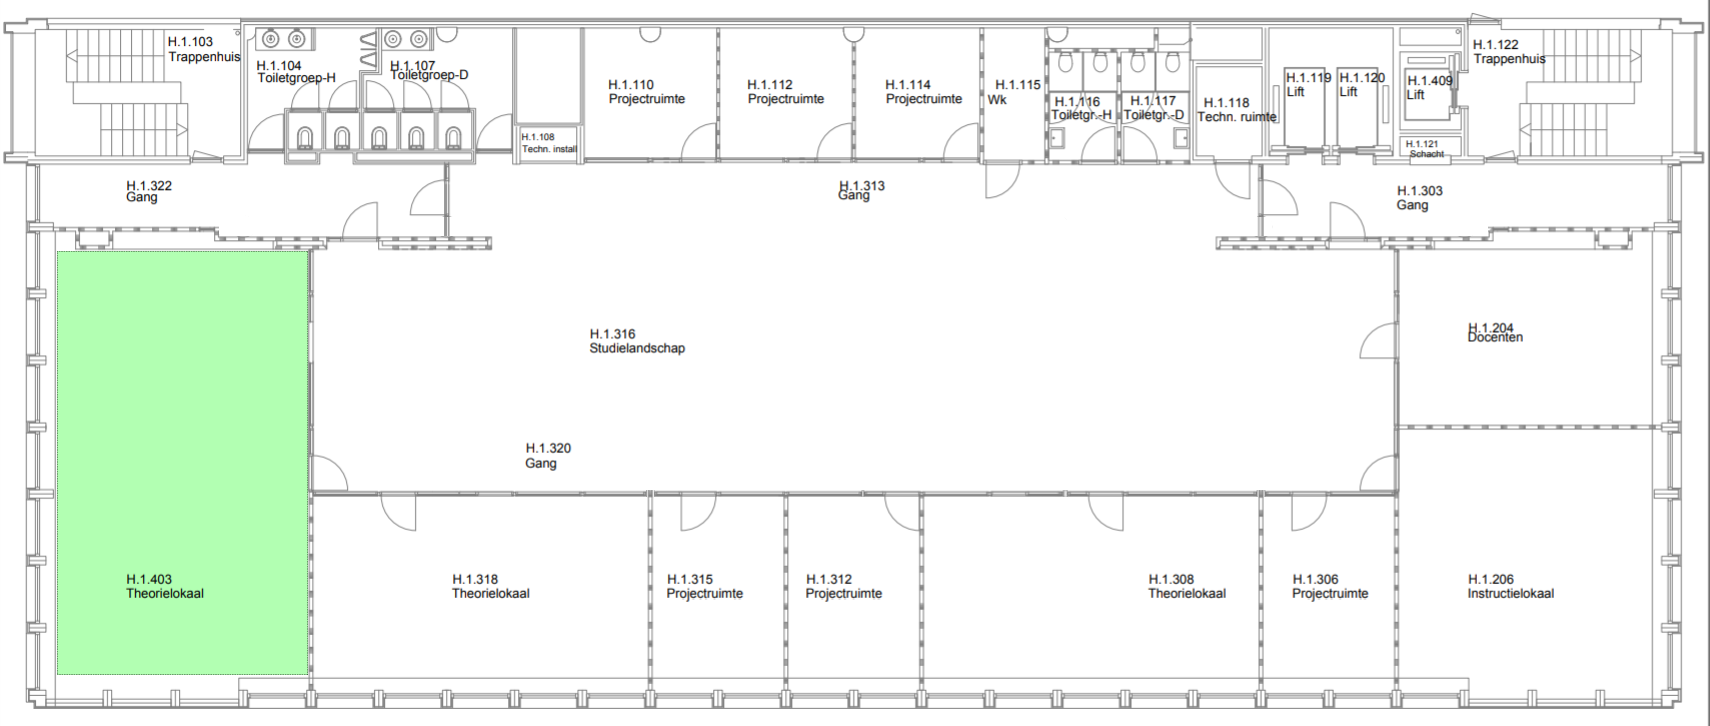 H.1.103
Trappenhuis
H.1.104
Toiletgroep-H
H.1.107
Toiletgroep-D
H.1.108
Techn. install
H.1.110
Projectruimte
H.1.112
Projectruimte
H.1.114
Projectruimte
H.1.115
Wk
H.1.116
Toiletgr.-H
H.1.117
Toiletgr.-D
H.1.118
Techn. ruimte
H.1.119
Lift
H.1.120
Lift
H.1.409
Lift
H.1.121
Schacht
H.1.122
Trappenhuis
H.1.322
Gang
H.1.313
Gang
H.1.303
Gang
H.1.316
Studielandschap
H.1.204
Docenten
H.1.320
Gang
H.1.403
Theorielokaal
H.1.318
Theorielokaal
H.1.315
Projectruimte
H.1.312
Projectruimte
H.1.308
Theorielokaal
H.1.306
Projectruimte
H.1.206
Instructielokaal